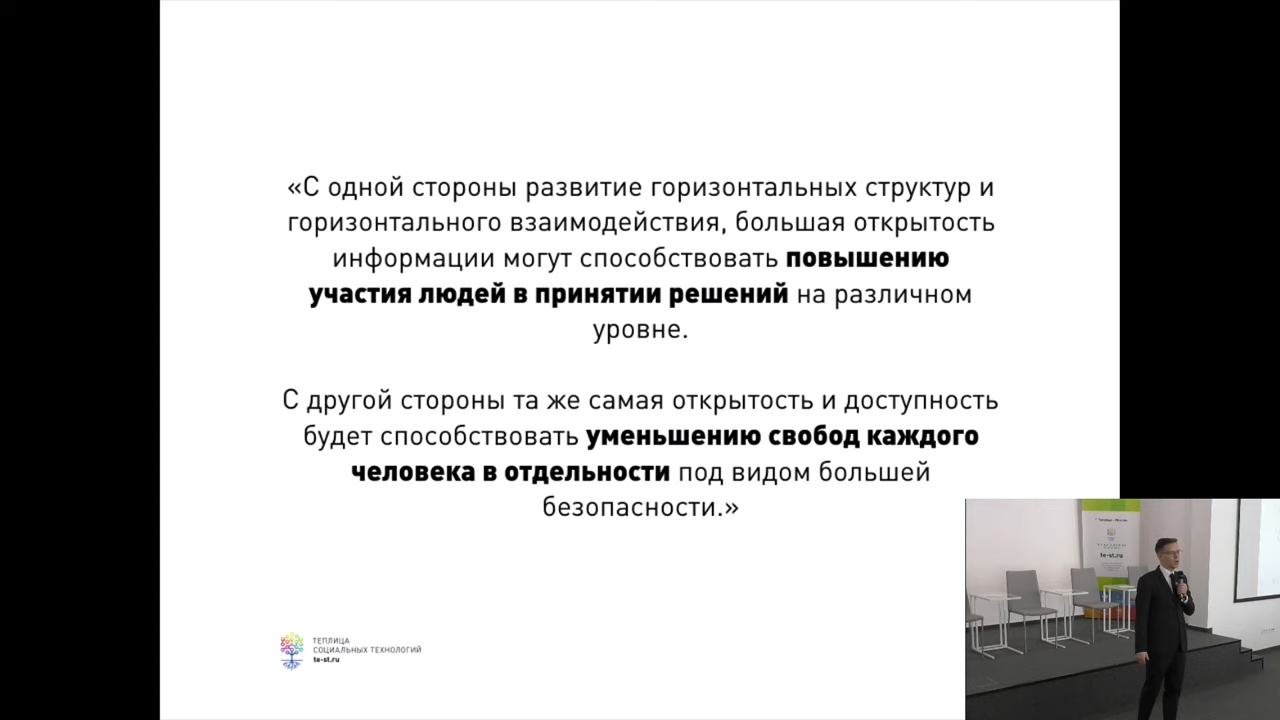 «С одной стороны развитие горизонтальных структур и
горизонтального взаимодействия, большая открытость
информации могут способствовать повышению
участия людей в принятии решений на различном
уровне.
С другой стороны та же самая открытость и доступность
будет способствовать уменьшению свобод каждого
человека в отдельности под видом большей
безопасности.»
ТЕПЛИЦА
СОЦИАЛЬНЫХ ТЕХНОЛОГИЙ
te-st.ru
te-st.ru